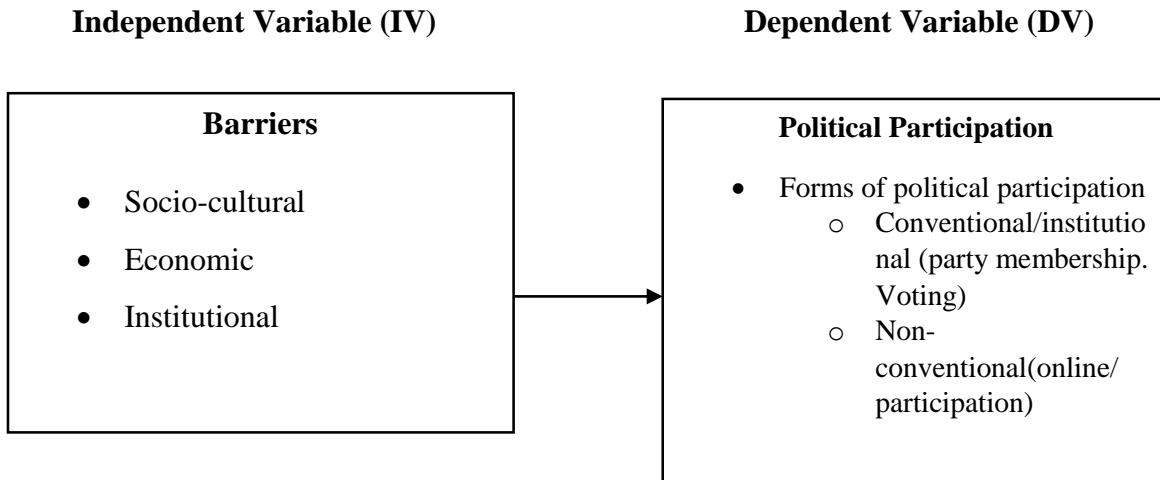 Independent Variable (IV)
Dependent Variable (DV)
Barriers
• Socio-cultural
• Economic
• Institutional
Political Participation
• Forms of political participation
o Conventional/institutio
nal (party membership.
Voting)
o Non-
conventional(online/
participation)